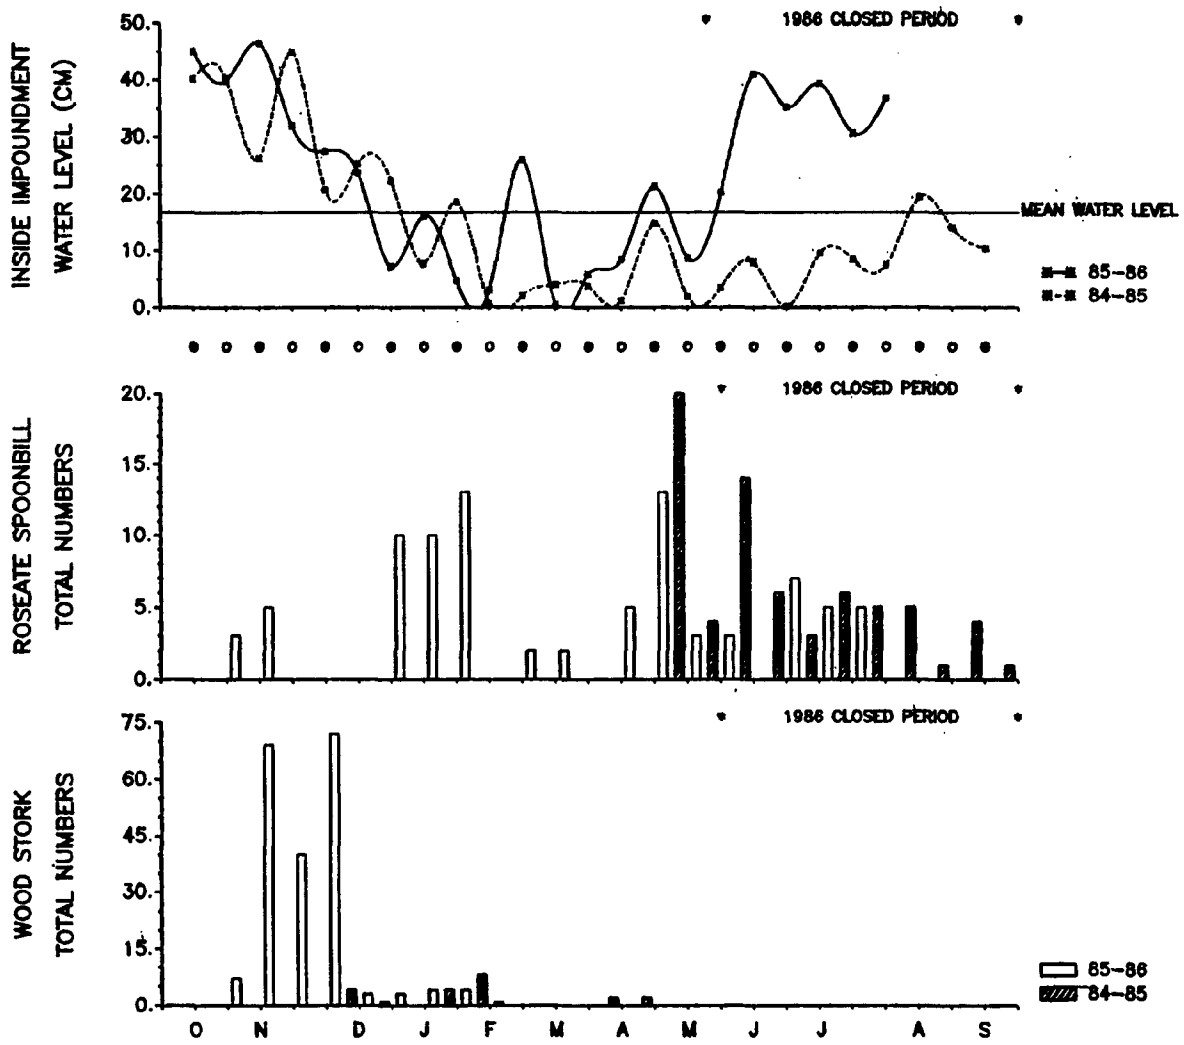 1986 CLOSED PERIOD
INSIDE IMPOUNDMENT
WATER LEVEL (CM)
50.
40.
30.
20.
10.
0.
MEAN WATER LEVEL
85-86
84-85
1986 CLOSED PERIOD
ROSEATE SPOONBILL
TOTAL NUMBERS
20.
15.
10.
5.
0.
1986 CLOSED PERIOD
WOOD STORK
TOTAL NUMBERS
75.
60.
45.
30.
15.
0.
85-86
84-85
O N D J F M A M J J A S